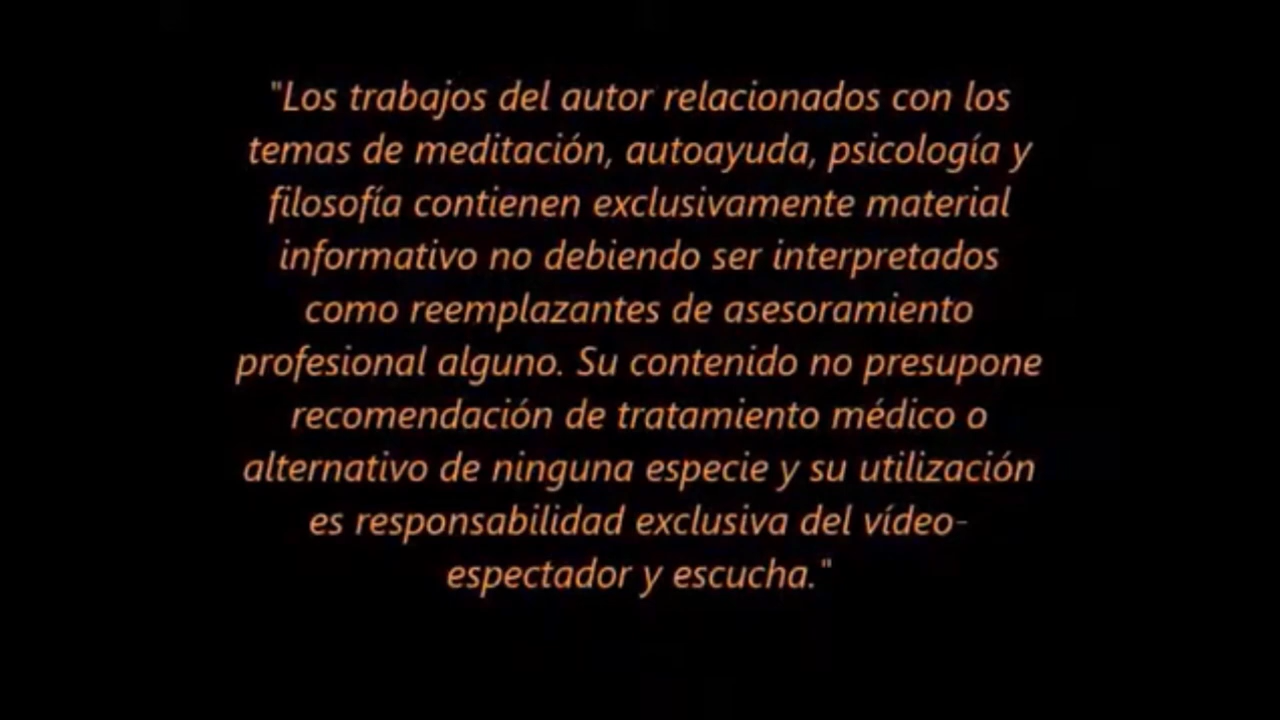 "Los trabajos del autor relacionados con los
temas de meditación, autoayuda, psicología y
filosofía contienen exclusivamente material
informativo no debiendo ser interpretados
como reemplazantes de asesoramiento
profesional alguno. Su contenido no presupone
recomendación de tratamiento médico o
alternativo de ninguna especie y su utilización
es responsabilidad exclusiva del vídeo-
espectador y escucha."